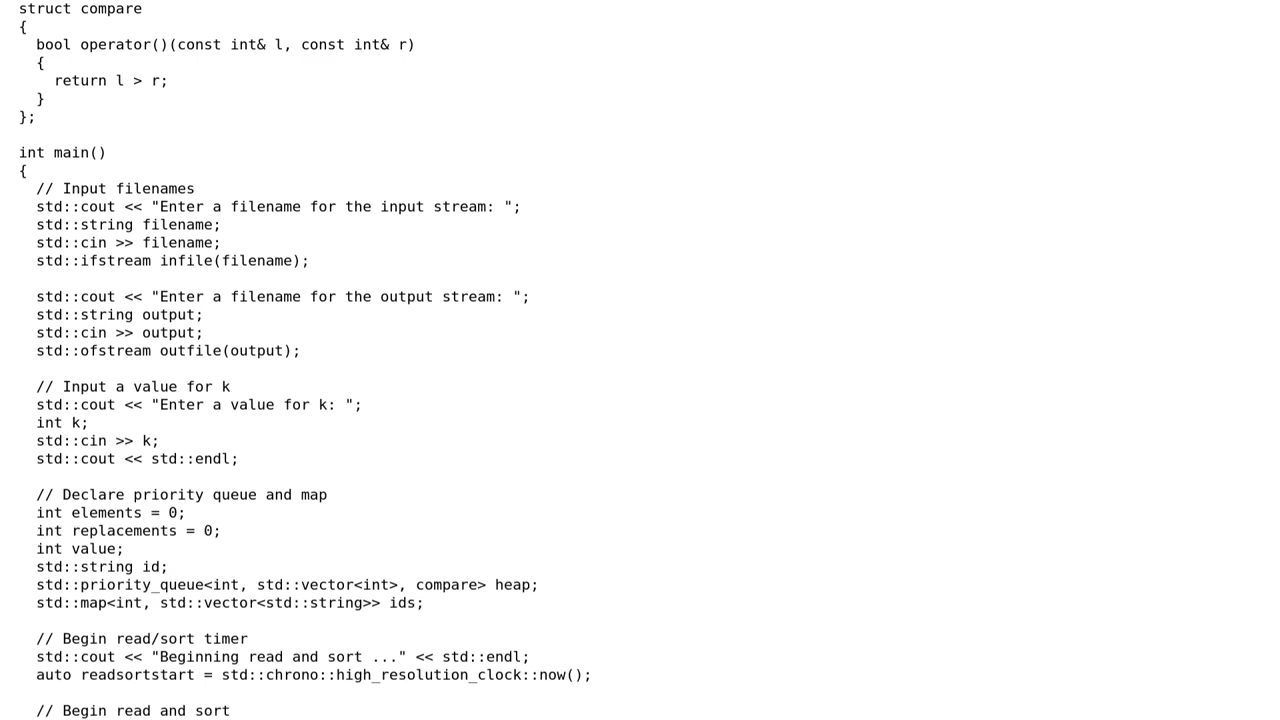 struct compare
{
  bool operator()(const int& l, const int& r)
  {
    return l > r;
  }
};

int main()
{
  // Input filenames
  std::cout << "Enter a filename for the input stream: ";
  std::string filename;
  std::cin >> filename;
  std::ifstream infile(filename);

  std::cout << "Enter a filename for the output stream: ";
  std::string output;
  std::cin >> output;
  std::ofstream outfile(output);

  // Input a value for k
  std::cout << "Enter a value for k: ";
  int k;
  std::cin >> k;
  std::cout << std::endl;

  // Declare priority queue and map
  int elements = 0;
  int replacements = 0;
  int value;
  std::string id;
  std::priority_queue<int, std::vector<int>, compare> heap;
  std::map<int, std::vector<std::string>> ids;

  // Begin read/sort timer
  std::cout << "Beginning read and sort ..." << std::endl;
  auto readsortstart = std::chrono::high_resolution_clock::now();

  // Begin read and sort